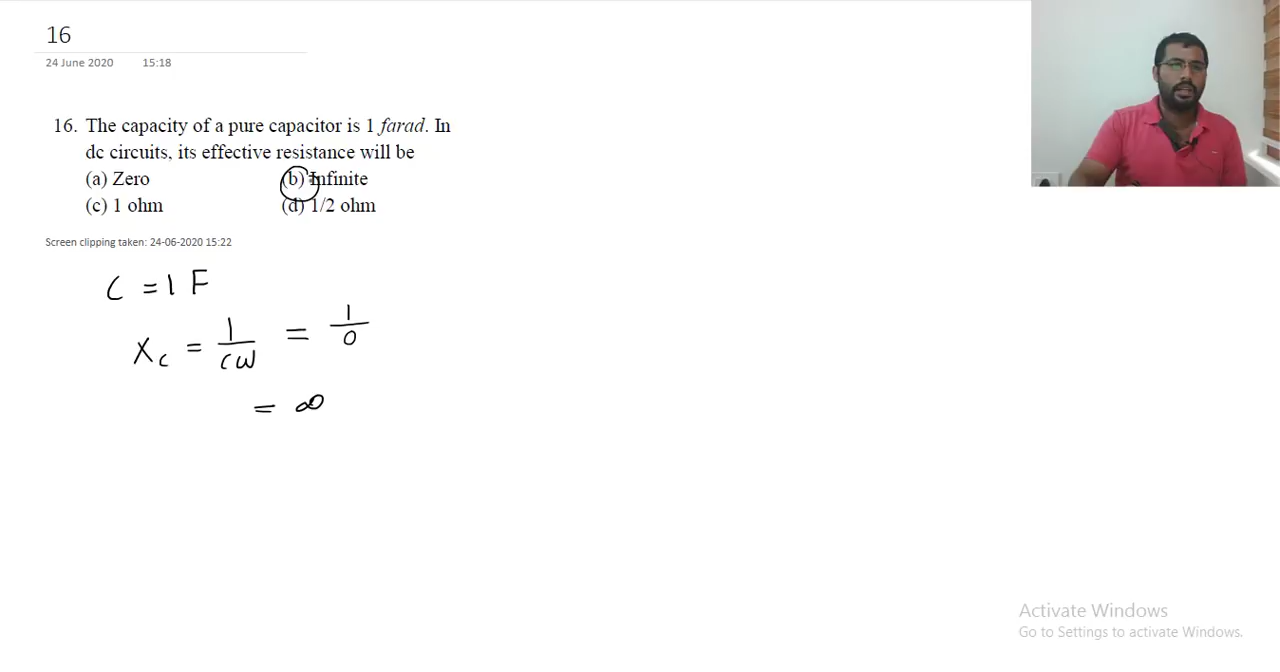 16
24 June 2020 15:18
16. The capacity of a pure capacitor is 1 farad. In
dc circuits, its effective resistance will be
(a) Zero (b) Infinite
(c) 1 ohm (d) 1/2 ohm
Screen clipping taken: 24-06-2020 15:22
C = 1 F
Xc = 1/cw = 1/0
= ∞
Activate Windows
Go to Settings to activate Windows.